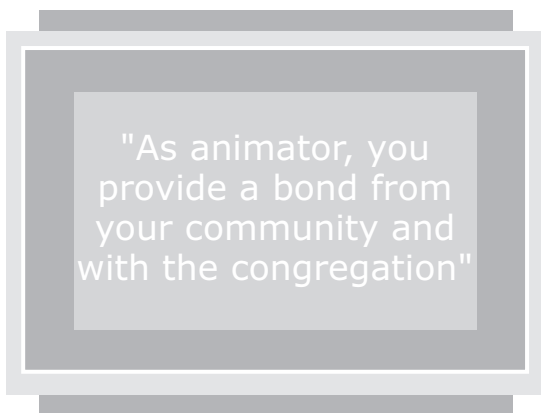 "As animator, you
provide a bond from
your community and
with the congregation"